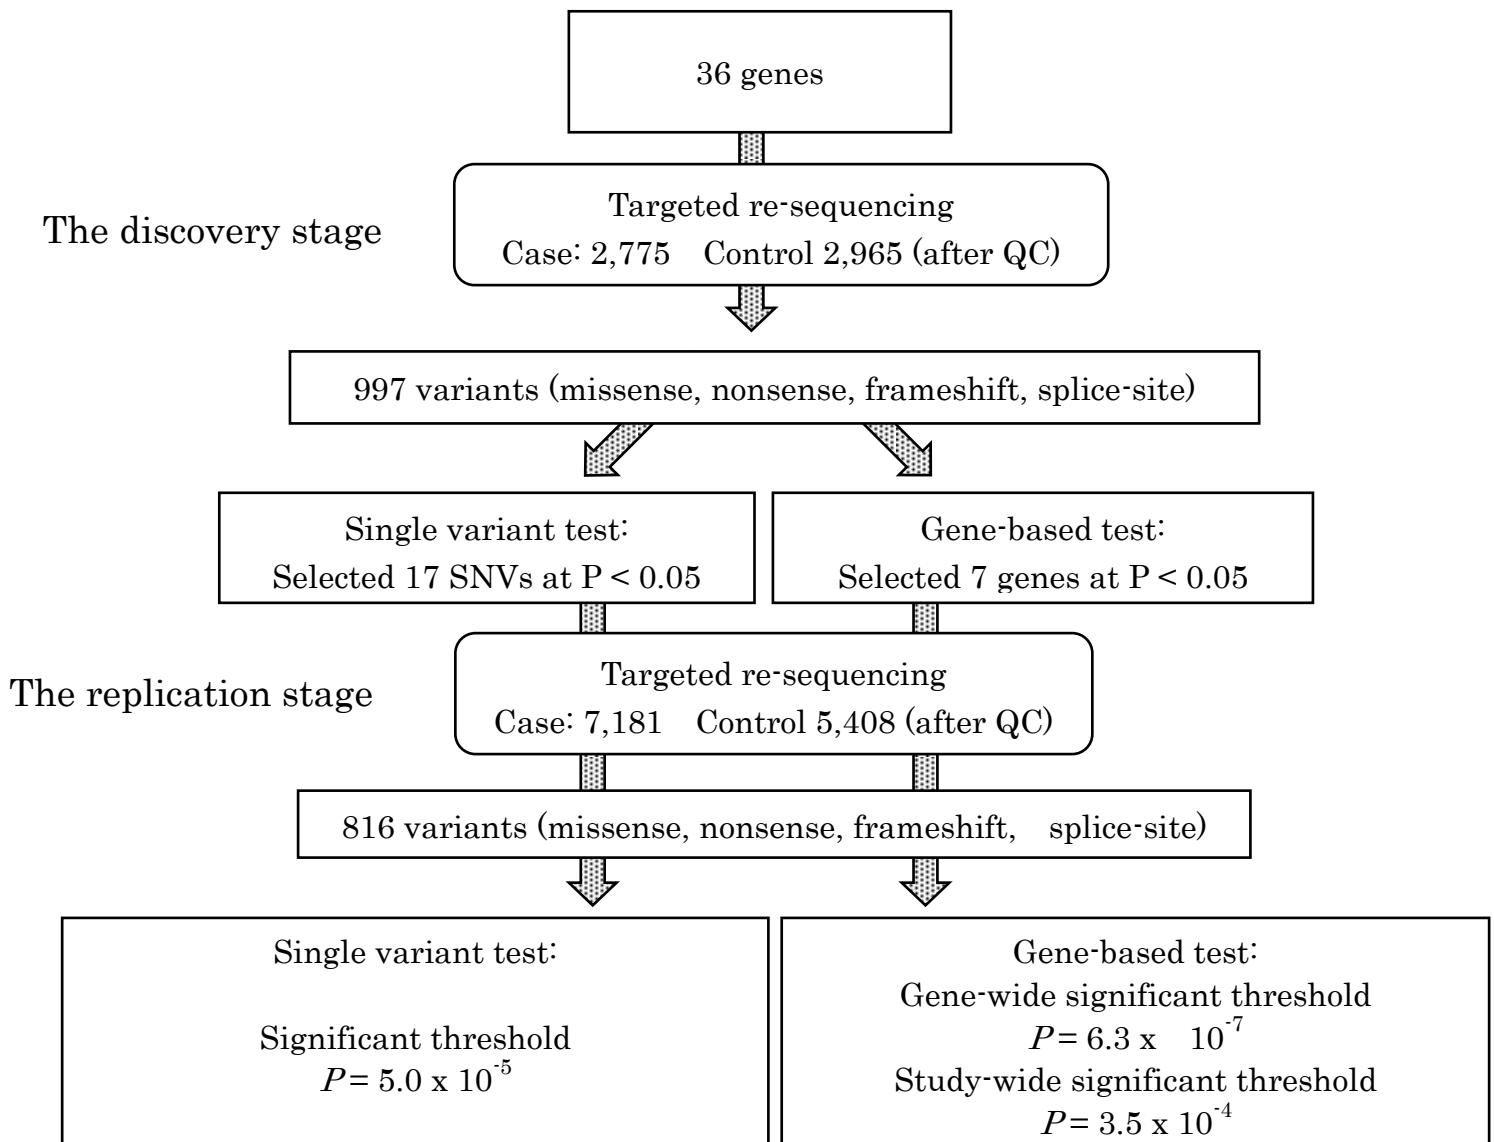 36 genes
The discovery stage
Targeted re-sequencing
Case: 2,775 Control 2,965 (after QC)
997 variants (missense, nonsense, frameshift, splice-site)
Single variant test:
Selected 17 SNVs at P < 0.05
Gene-based test:
Selected 7 genes at P < 0.05
The replication stage
Targeted re-sequencing
Case: 7,181 Control 5,408 (after QC)
816 variants (missense, nonsense, frameshift, splice-site)
Single variant test:
Significant threshold
P = 5.0 x 10⁻⁵
Gene-based test:
Gene-wide significant threshold
P = 6.3 x 10⁻⁷
Study-wide significant threshold
P = 3.5 x 10⁻⁴